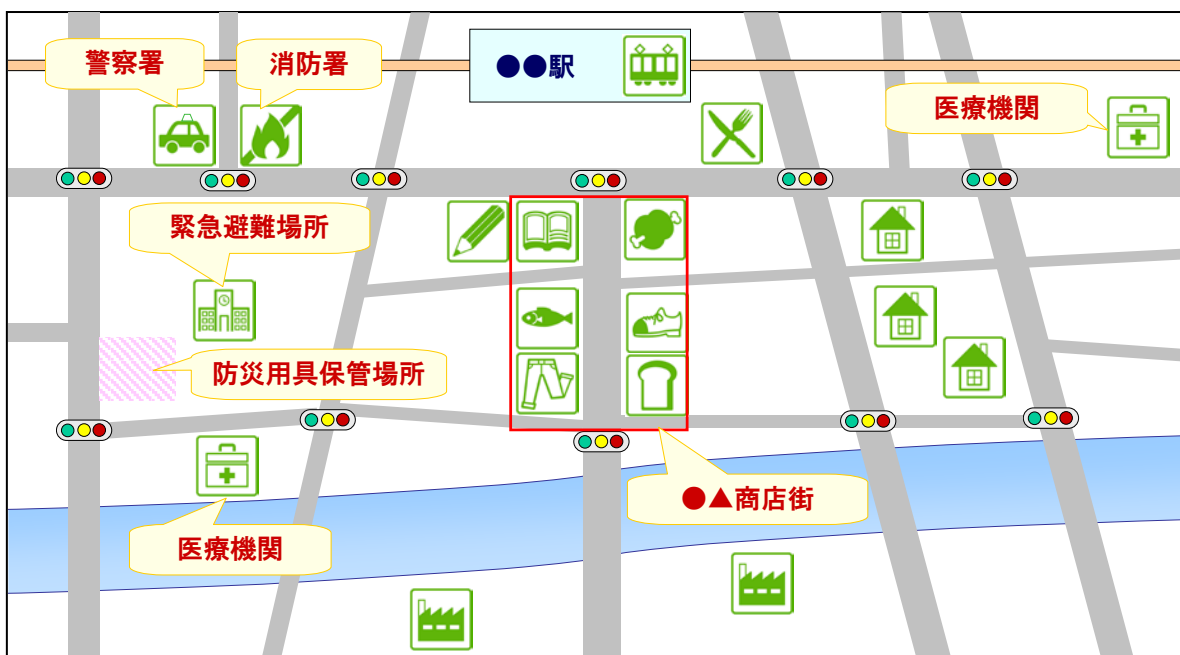 警察署
消防署
●●駅
医療機関
緊急避難場所
防災用具保管場所
●▲商店街
医療機関